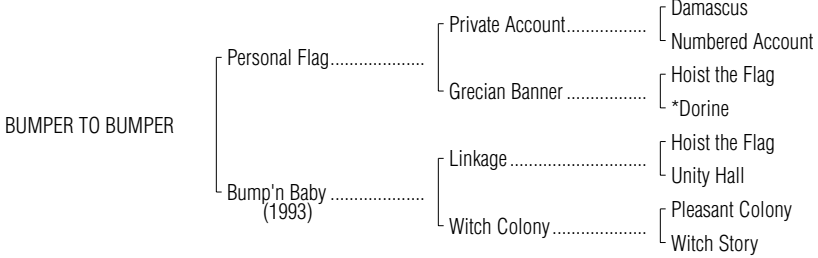 Damascus
Private Account.................
Numbered Account
Personal Flag....................
Hoist the Flag
Grecian Banner .................
*Dorine
BUMPER TO BUMPER
Hoist the Flag
Linkage .............................
Unity Hall
Bump'n Baby ....................
(1993)
Pleasant Colony
Witch Colony....................
Witch Story